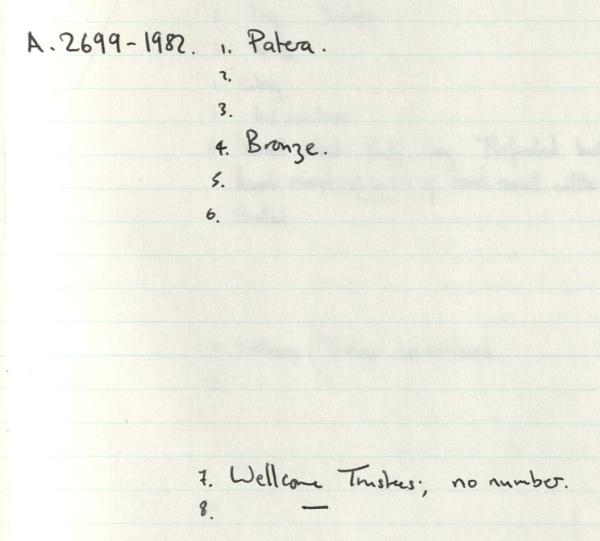 A.2699-1982. 1. Patera.
2.
3.
4. Bronze.
5.
6.
7. Wellcome Trustees; no number.
8. —